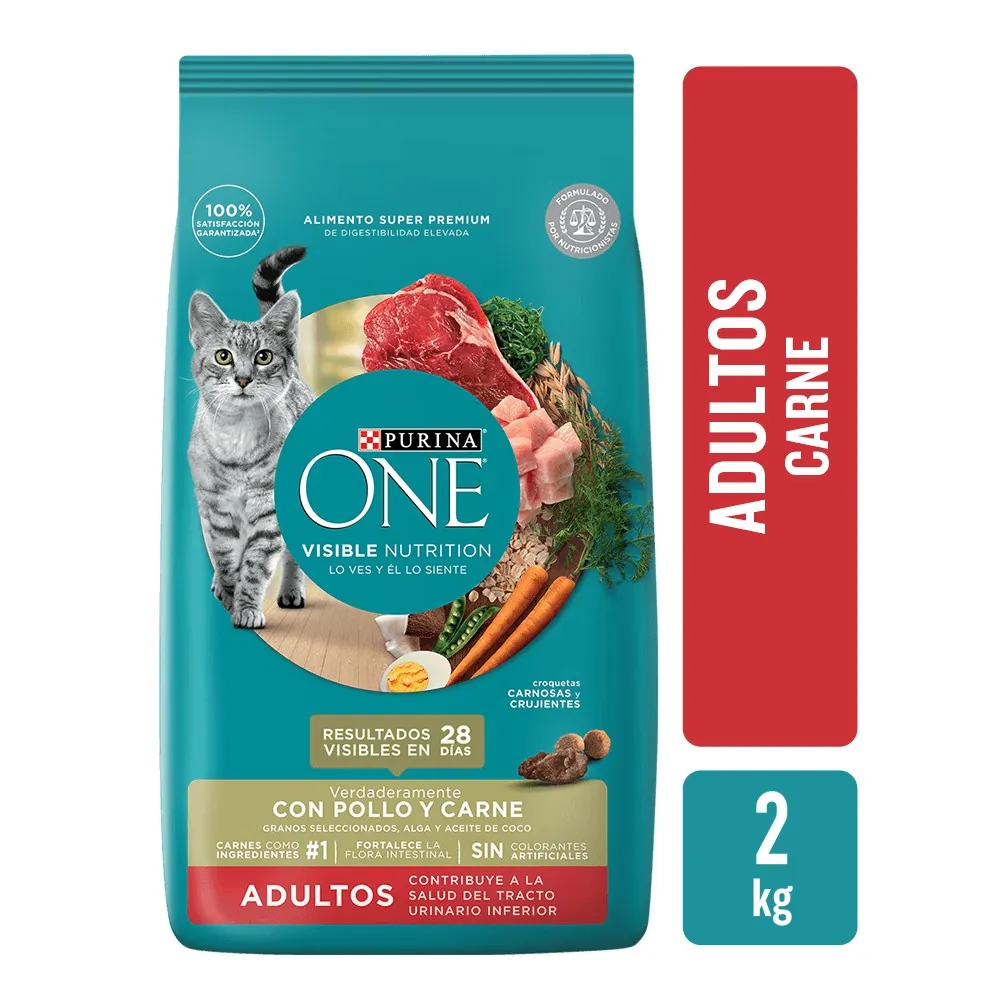 100%
SATISFACCIÓN
GARANTIZADA²
ALIMENTO SUPER PREMIUM
DE DIGESTIBILIDAD ELEVADA
FORMULADO
POR NUTRICIONISTAS
PURINA®
ONE®
VISIBLE NUTRITION
LO VES Y ÉL LO SIENTE
croquetas
CARNOSAS y
CRUJIENTES
RESULTADOS
VISIBLES EN
28
DÍAS
Verdaderamente
CON POLLO Y CARNE
GRANOS SELECCIONADOS, ALGA Y ACEITE DE COCO
CARNES COMO
INGREDIENTES #1
FORTALECE LA
FLORA INTESTINAL
SIN COLORANTES
ARTIFICIALES
ADULTOS
CONTRIBUYE A LA
SALUD DEL TRACTO
URINARIO INFERIOR
ADULTOS
CARNE
2
kg